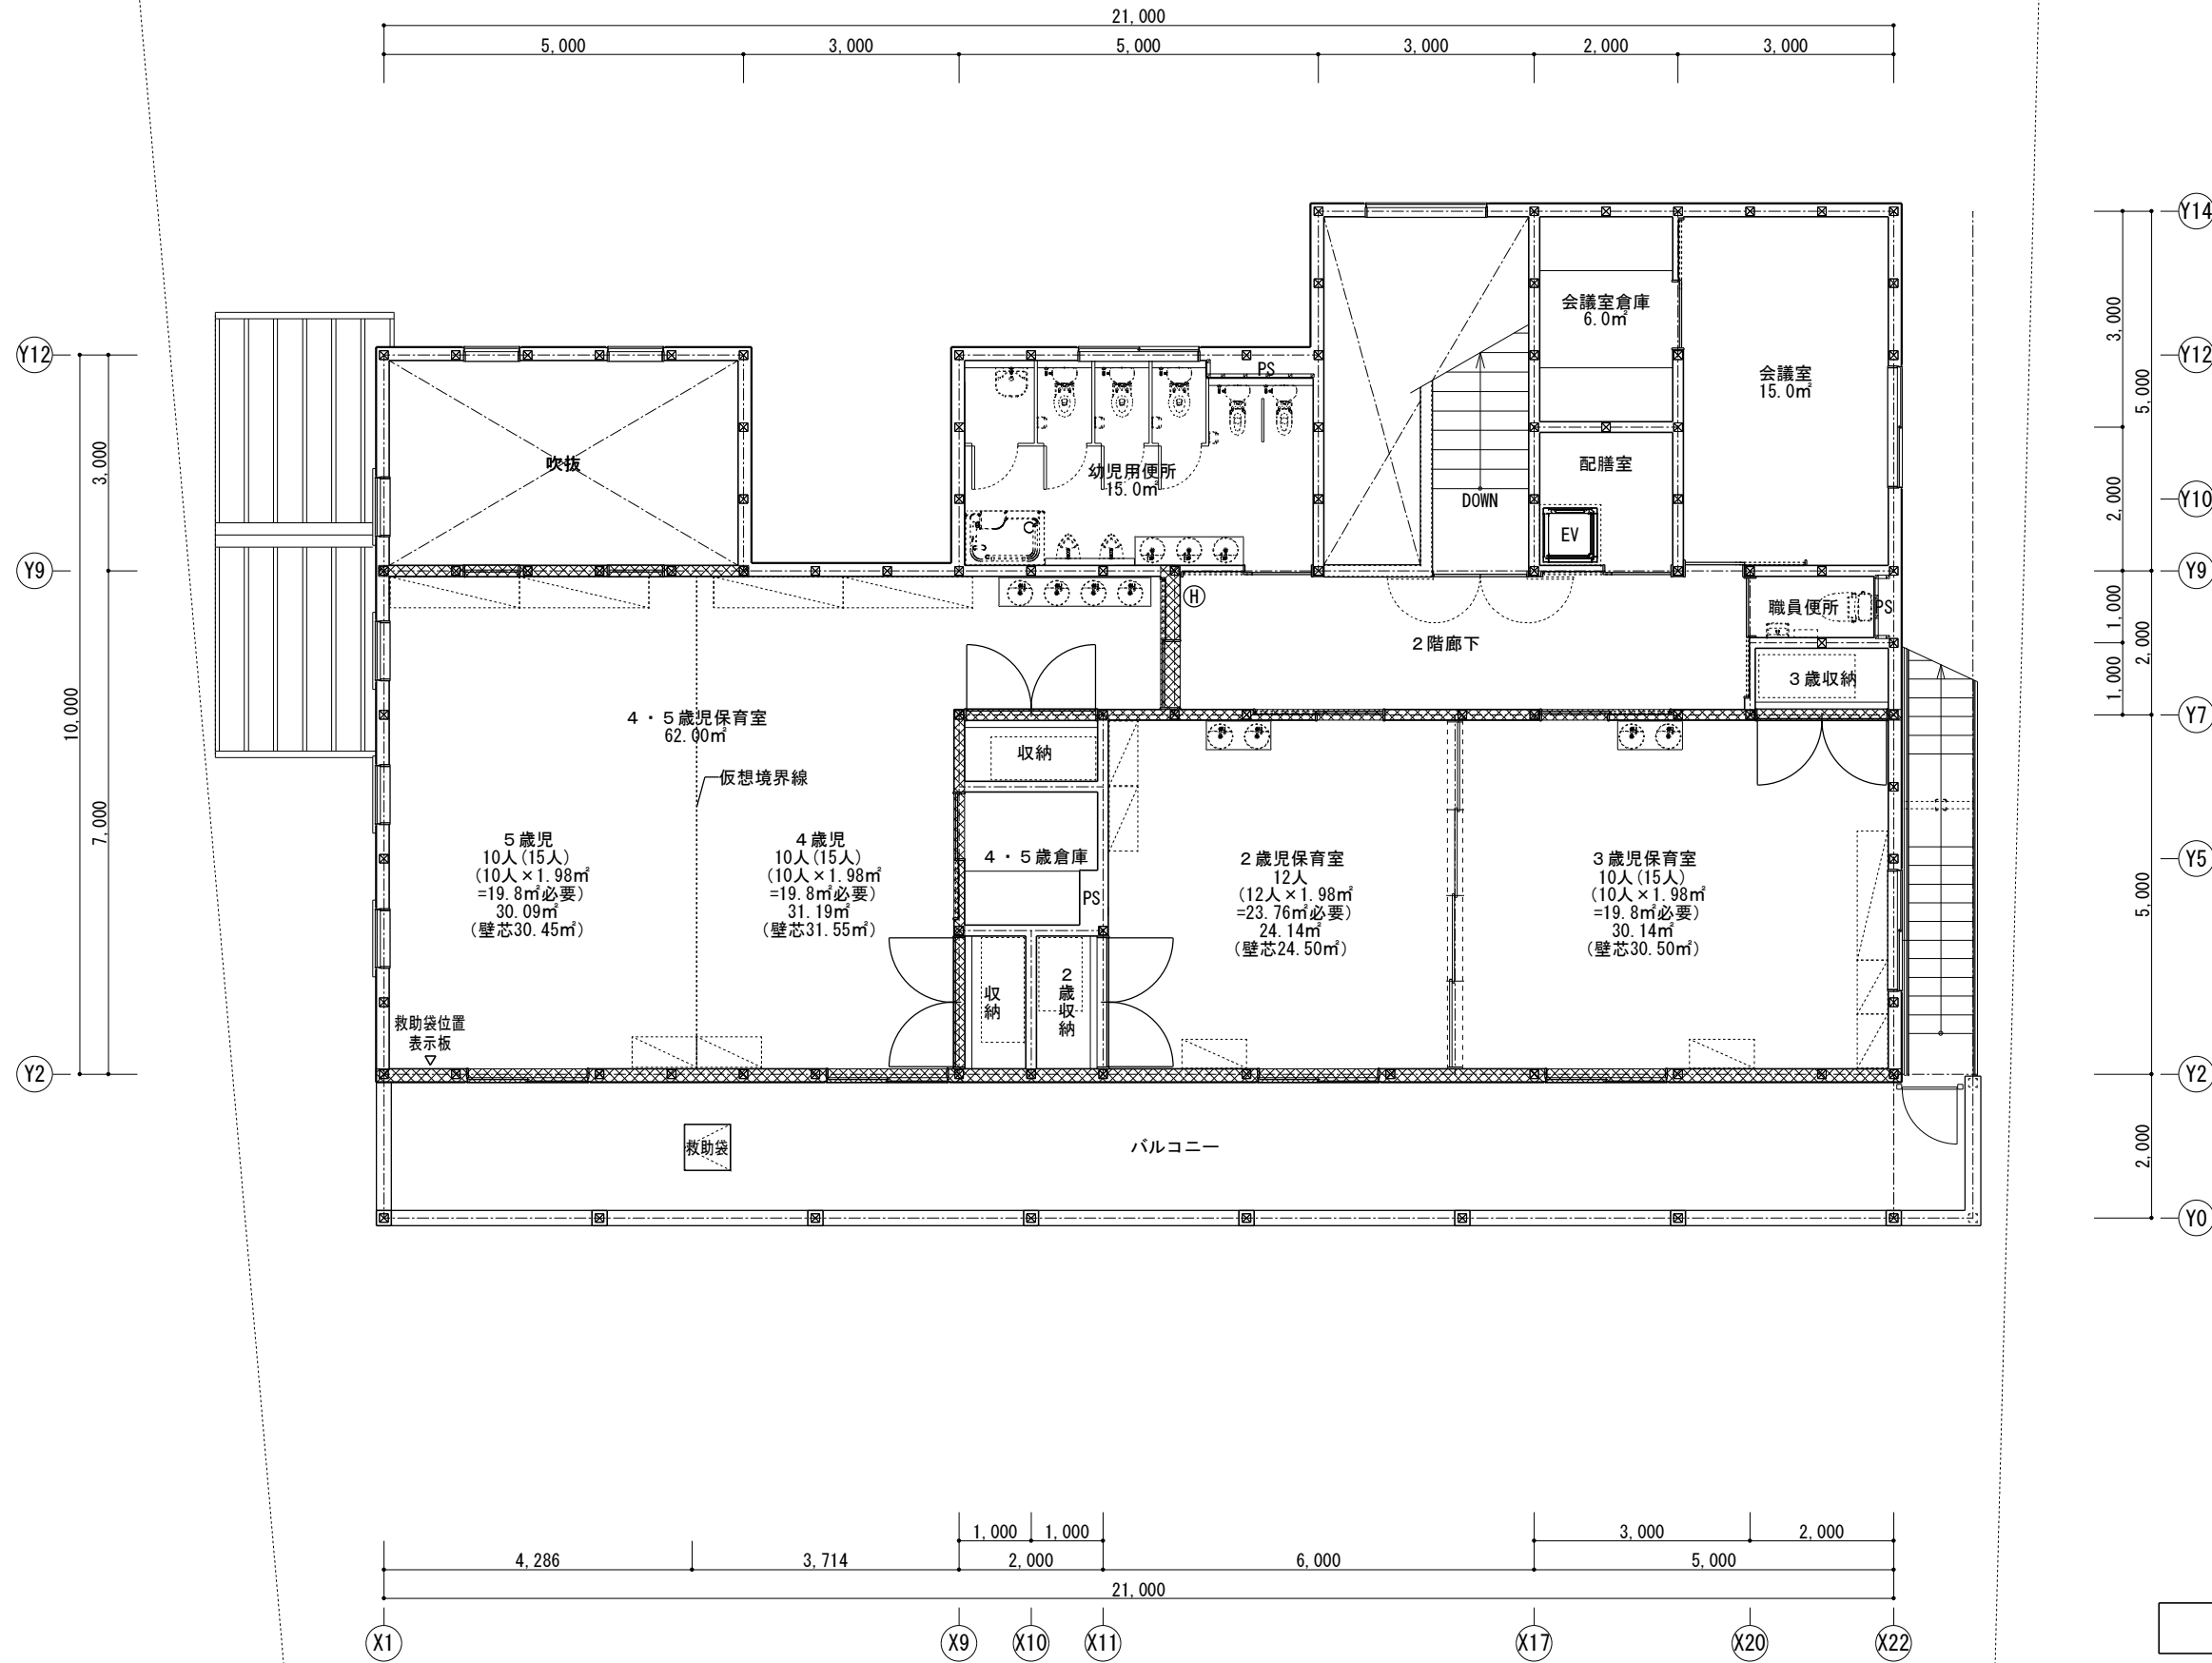 21,000
5,000
3,000
5,000
3,000
2,000
3,000
Y14
Y12
Y12
Y10
Y9
Y9
Y7
Y5
Y2
Y2
Y0
3,000
7,000
10,000
3,000
2,000
5,000
1,000
1,000
2,000
5,000
2,000
会議室倉庫
6.0㎡
会議室
15.0㎡
PS
吹抜
幼児用便所
15.0㎡
DOWN
配膳室
EV
H
職員便所
PS
2階廊下
3歳収納
4・5歳児保育室
62.00㎡
仮想境界線
収納
5歳児
10人(15人)
(10人×1.98㎡
=19.8㎡必要)
30.09㎡
(壁芯30.45㎡)
4歳児
10人(15人)
(10人×1.98㎡
=19.8㎡必要)
31.19㎡
(壁芯31.55㎡)
4・5歳倉庫
PS
2歳児保育室
12人
(12人×1.98㎡
=23.76㎡必要)
24.14㎡
(壁芯24.50㎡)
3歳児保育室
10人(15人)
(10人×1.98㎡
=19.8㎡必要)
30.14㎡
(壁芯30.50㎡)
収納
2歳収納
救助袋位置
表示板
救助袋
バルコニー
1,000
1,000
3,000
2,000
4,286
3,714
2,000
6,000
5,000
21,000
X1
X9
X10
X11
X17
X20
X22